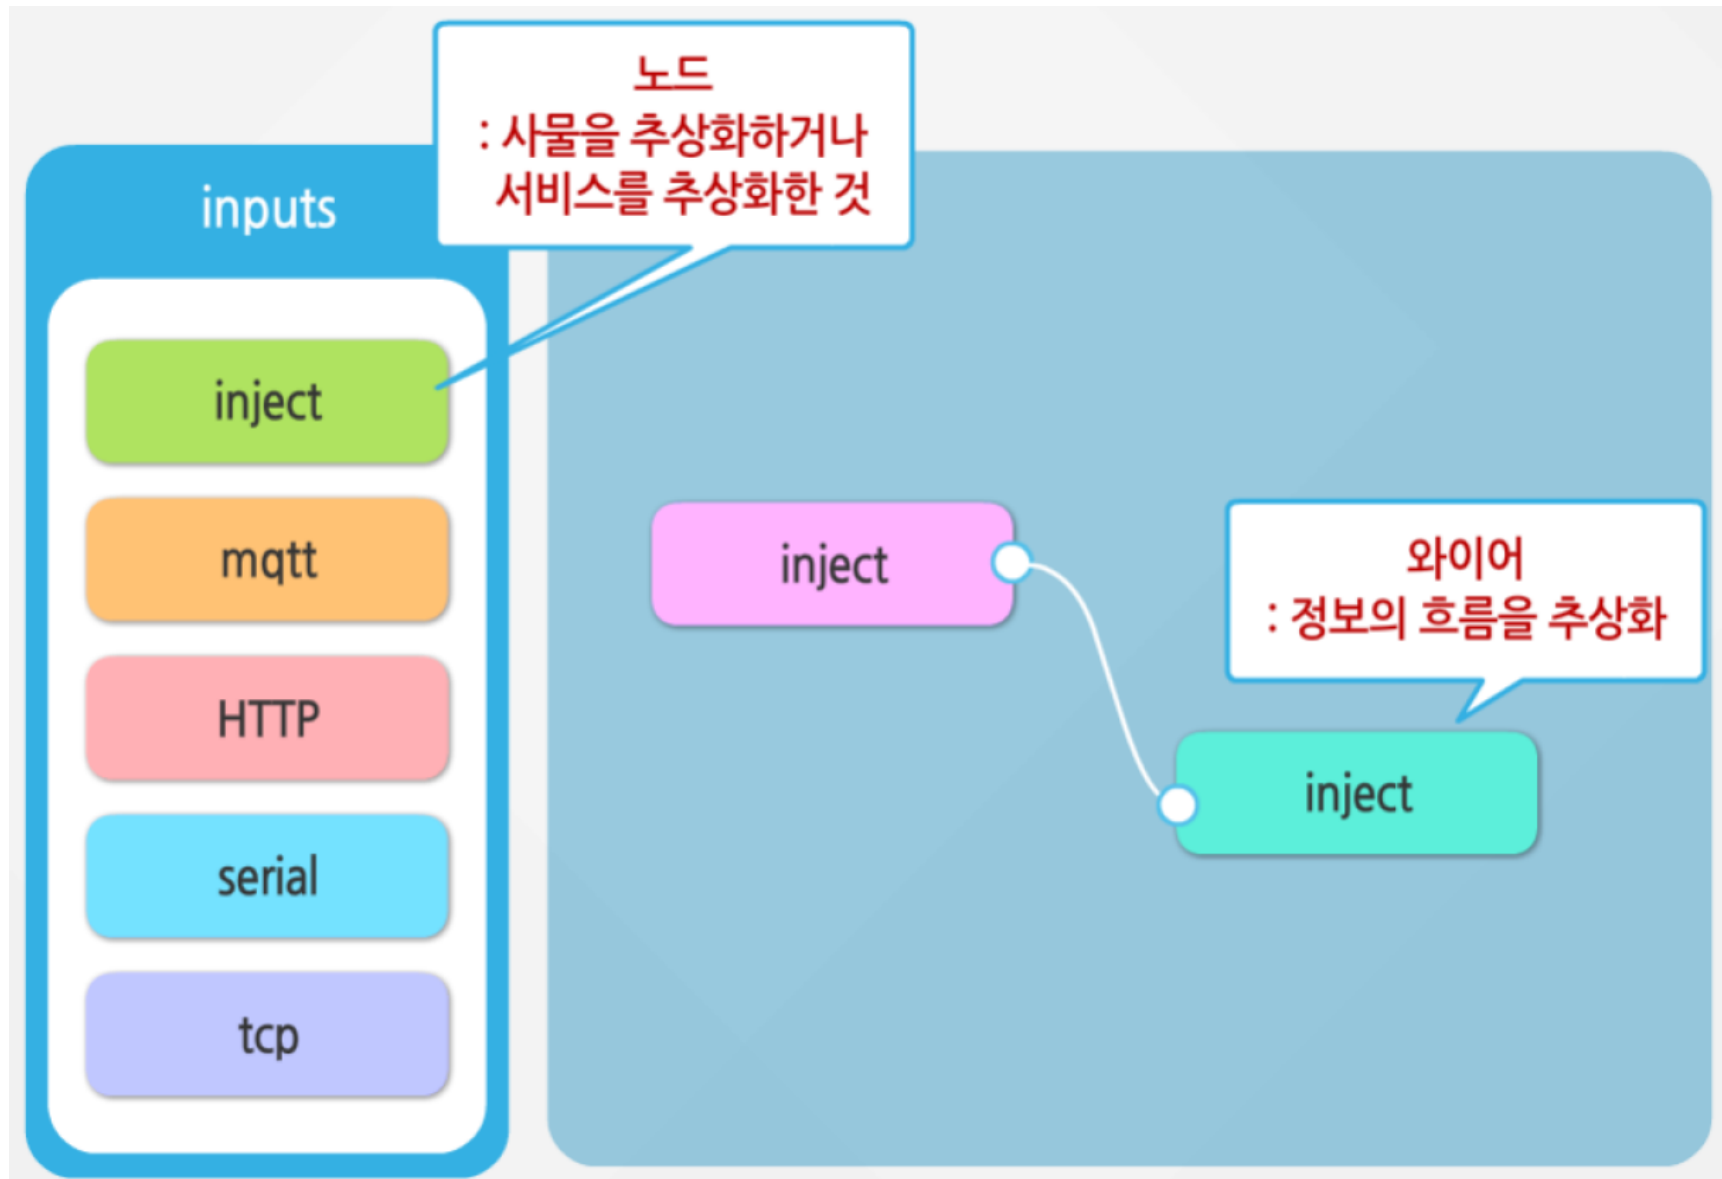 노드
: 사물을 추상화하거나
서비스를 추상화한 것
inputs
inject
mqtt
HTTP
serial
tcp
inject
와이어
: 정보의 흐름을 추상화
inject